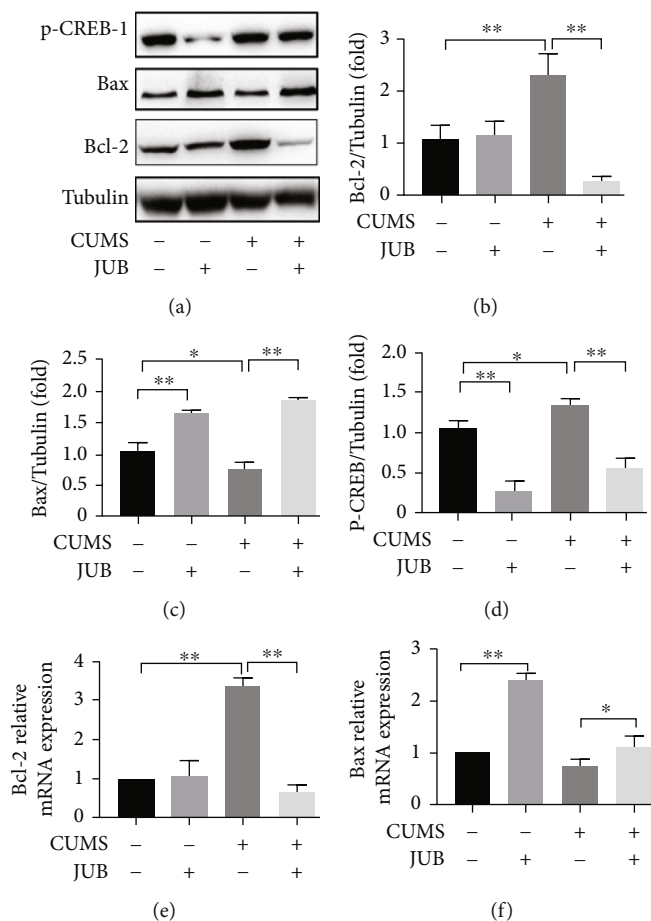 p-CREB-1
Bax
Bcl-2
Tubulin
CUMS – – + +
JUB – + – +
(a)
Bcl-2/Tubulin (fold)
3
2
1
0
** **
CUMS – – + +
JUB – + – +
(b)
Bax/Tubulin (fold)
2.5
2.0
1.5
1.0
0.5
** * **
CUMS – – + +
JUB – + – +
(c)
P-CREB/Tubulin (fold)
2.0
1.5
1.0
0.5
0
** * **
CUMS – – + +
JUB – + – +
(d)
Bcl-2 relative
mRNA expression
4
3
2
1
0
** **
CUMS – – + +
JUB – + – +
(e)
Bax relative
mRNA expression
3
2
1
0
** *
CUMS – – + +
JUB – + – +
(f)